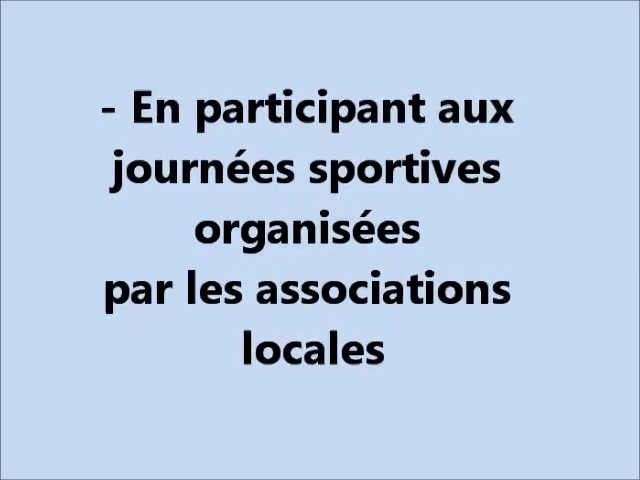 - En participant aux
journées sportives
organisées
par les associations
locales